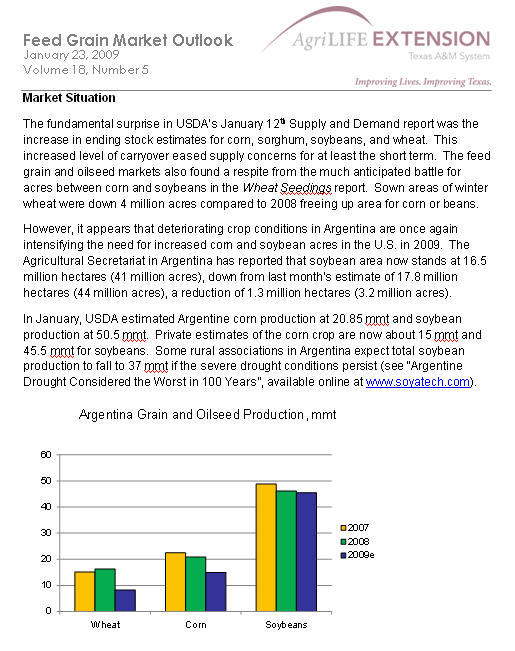 Feed Grain Market Outlook
January 23, 2009
Volume 18, Number 5
AgriLIFE EXTENSION
Texas A&M System
Improving Lives. Improving Texas.
Market Situation
The fundamental surprise in USDA's January 12th Supply and Demand report was the
increase in ending stock estimates for corn, sorghum, soybeans, and wheat. This
increased level of carryover eased supply concerns for at least the short term. The feed
grain and oilseed markets also found a respite from the much anticipated battle for
acres between corn and soybeans in the Wheat Seedings report. Sown areas of winter
wheat were down 4 million acres compared to 2008 freeing up area for corn or beans.
However, it appears that deteriorating crop conditions in Argentina are once again
intensifying the need for increased corn and soybean acres in the U.S. in 2009. The
Agricultural Secretariat in Argentina has reported that soybean area now stands at 16.5
million hectares (41 million acres), down from last month's estimate of 17.8 million
hectares (44 million acres), a reduction of 1.3 million hectares (3.2 million acres).
In January, USDA estimated Argentine corn production at 20.85 mmt and soybean
production at 50.5 mmt. Private estimates of the corn crop are now about 15 mmt and
45.5 mmt for soybeans. Some rural associations in Argentina expect total soybean
production to fall to 37 mmt if the severe drought conditions persist (see "Argentine
Drought Considered the Worst in 100 Years", available online at www.soyatech.com).
Argentina Grain and Oilseed Production, mmt
60
50
40
30
20
10
0
Wheat Corn Soybeans
2007
2008
2009e